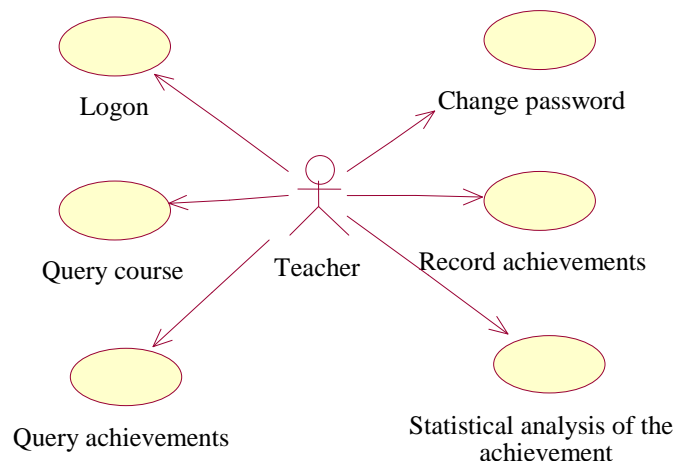 Logon
Change password
Query course
Teacher
Record achievements
Query achievements
Statistical analysis of the
achievement